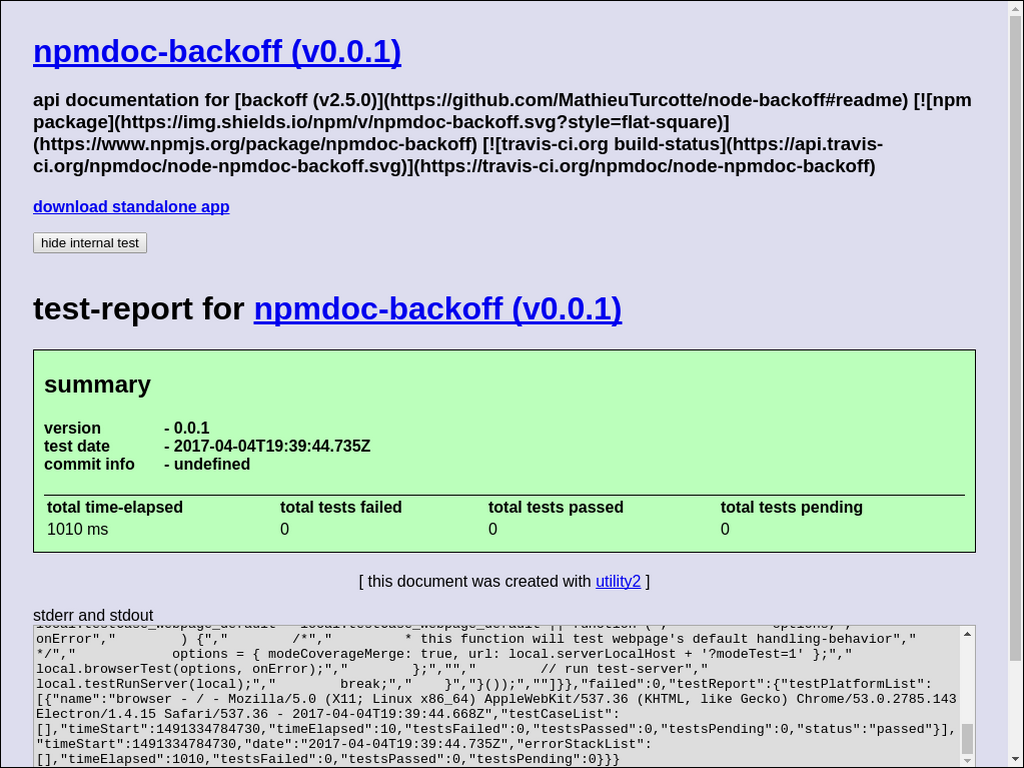 npmdoc-backoff (v0.0.1)
api documentation for [backoff (v2.5.0)](https://github.com/MathieuTurcotte/node-backoff#readme) [![npm
package](https://img.shields.io/npm/v/npmdoc-backoff.svg?style=flat-square)]
(https://www.npmjs.org/package/npmdoc-backoff) [![travis-ci.org build-status](https://api.travis-
ci.org/npmdoc/node-npmdoc-backoff.svg)](https://travis-ci.org/npmdoc/node-npmdoc-backoff)
download standalone app
hide internal test
test-report for npmdoc-backoff (v0.0.1)
summary
version - 0.0.1
test date - 2017-04-04T19:39:44.735Z
commit info - undefined
total time-elapsed total tests failed total tests passed total tests pending
1010 ms 0 0 0
[ this document was created with utility2 ]
stderr and stdout
onError","        ) {","        /*","         * this function will test webpage's default handling-behavior","
*/","            options = { modeCoverageMerge: true, url: local.serverLocalHost + '?modeTest=1' };","
local.browserTest(options, onError);","        };","","        // run test-server","
local.testRunServer(local);","        break;","    }","}());",""]}},"failed":0,"testReport":{"testPlatformList":
[{"name":"browser - / - Mozilla/5.0 (X11; Linux x86_64) AppleWebKit/537.36 (KHTML, like Gecko) Chrome/53.0.2785.143
Electron/1.4.15 Safari/537.36 - 2017-04-04T19:39:44.668Z","testCaseList":
[],"timeStart":1491334784730,"timeElapsed":10,"testsFailed":0,"testsPassed":0,"testsPending":0,"status":"passed"}],
"timeStart":1491334784730,"date":"2017-04-04T19:39:44.735Z","errorStackList":
[],"timeElapsed":1010,"testsFailed":0,"testsPassed":0,"testsPending":0}}}